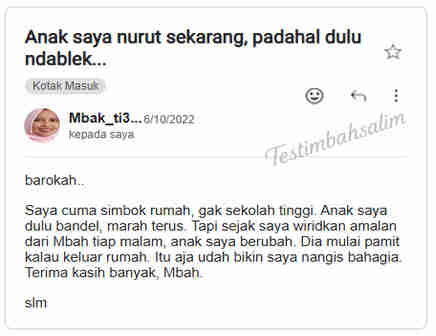 Anak saya nurut sekarang, padahal dulu
ndablek...
Kotak Masuk
Mbak_ti3... 6/10/2022
kepada saya
Testimbahsalim
barokah..
Saya cuma simbok rumah, gak sekolah tinggi. Anak saya
dulu bandel, marah terus. Tapi sejak saya wiridkan amalan
dari Mbah tiap malam, anak saya berubah. Dia mulai pamit
kalau keluar rumah. Itu aja udah bikin saya nangis bahagia.
Terima kasih banyak, Mbah.
slm